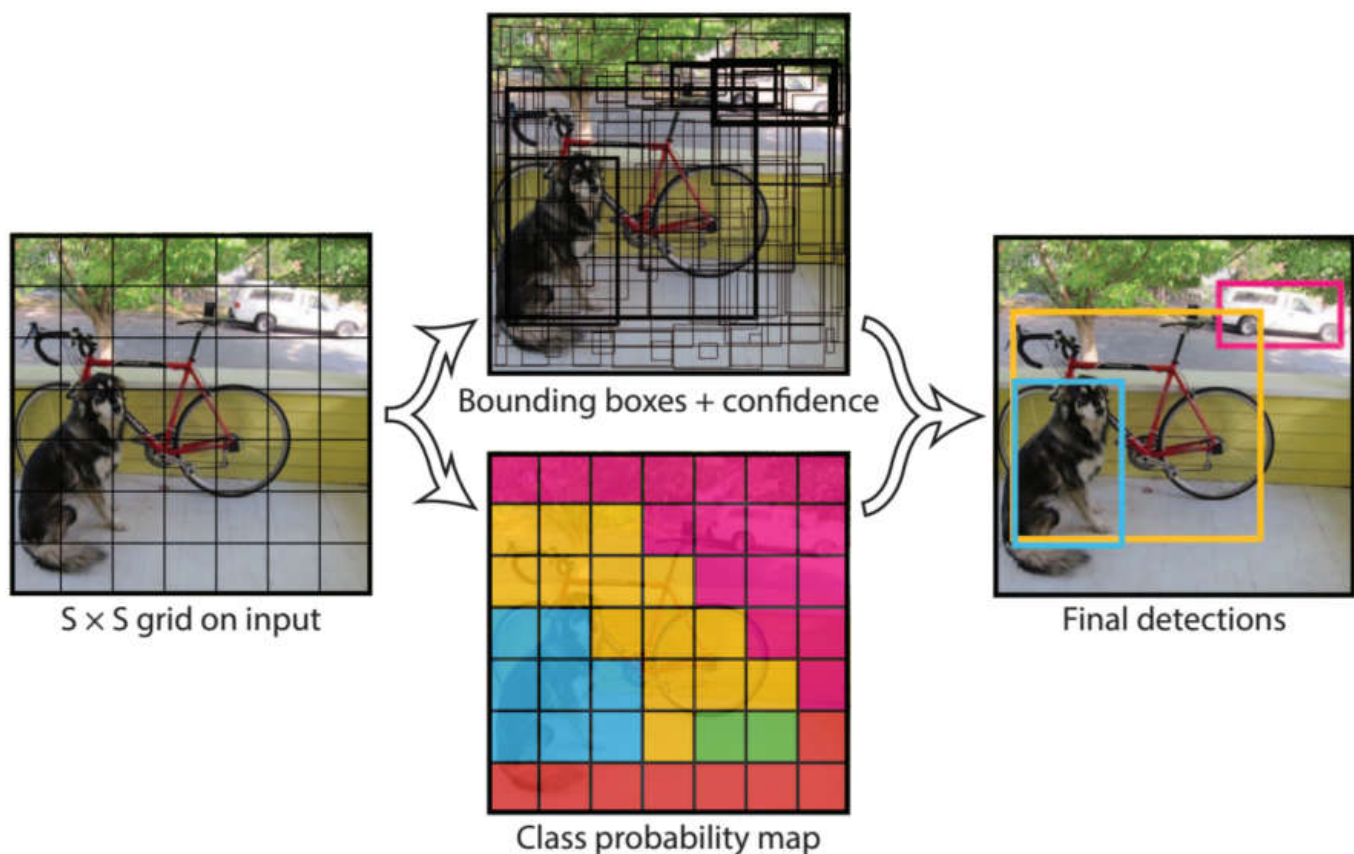 S × S grid on input
Bounding boxes + confidence
Class probability map
Final detections